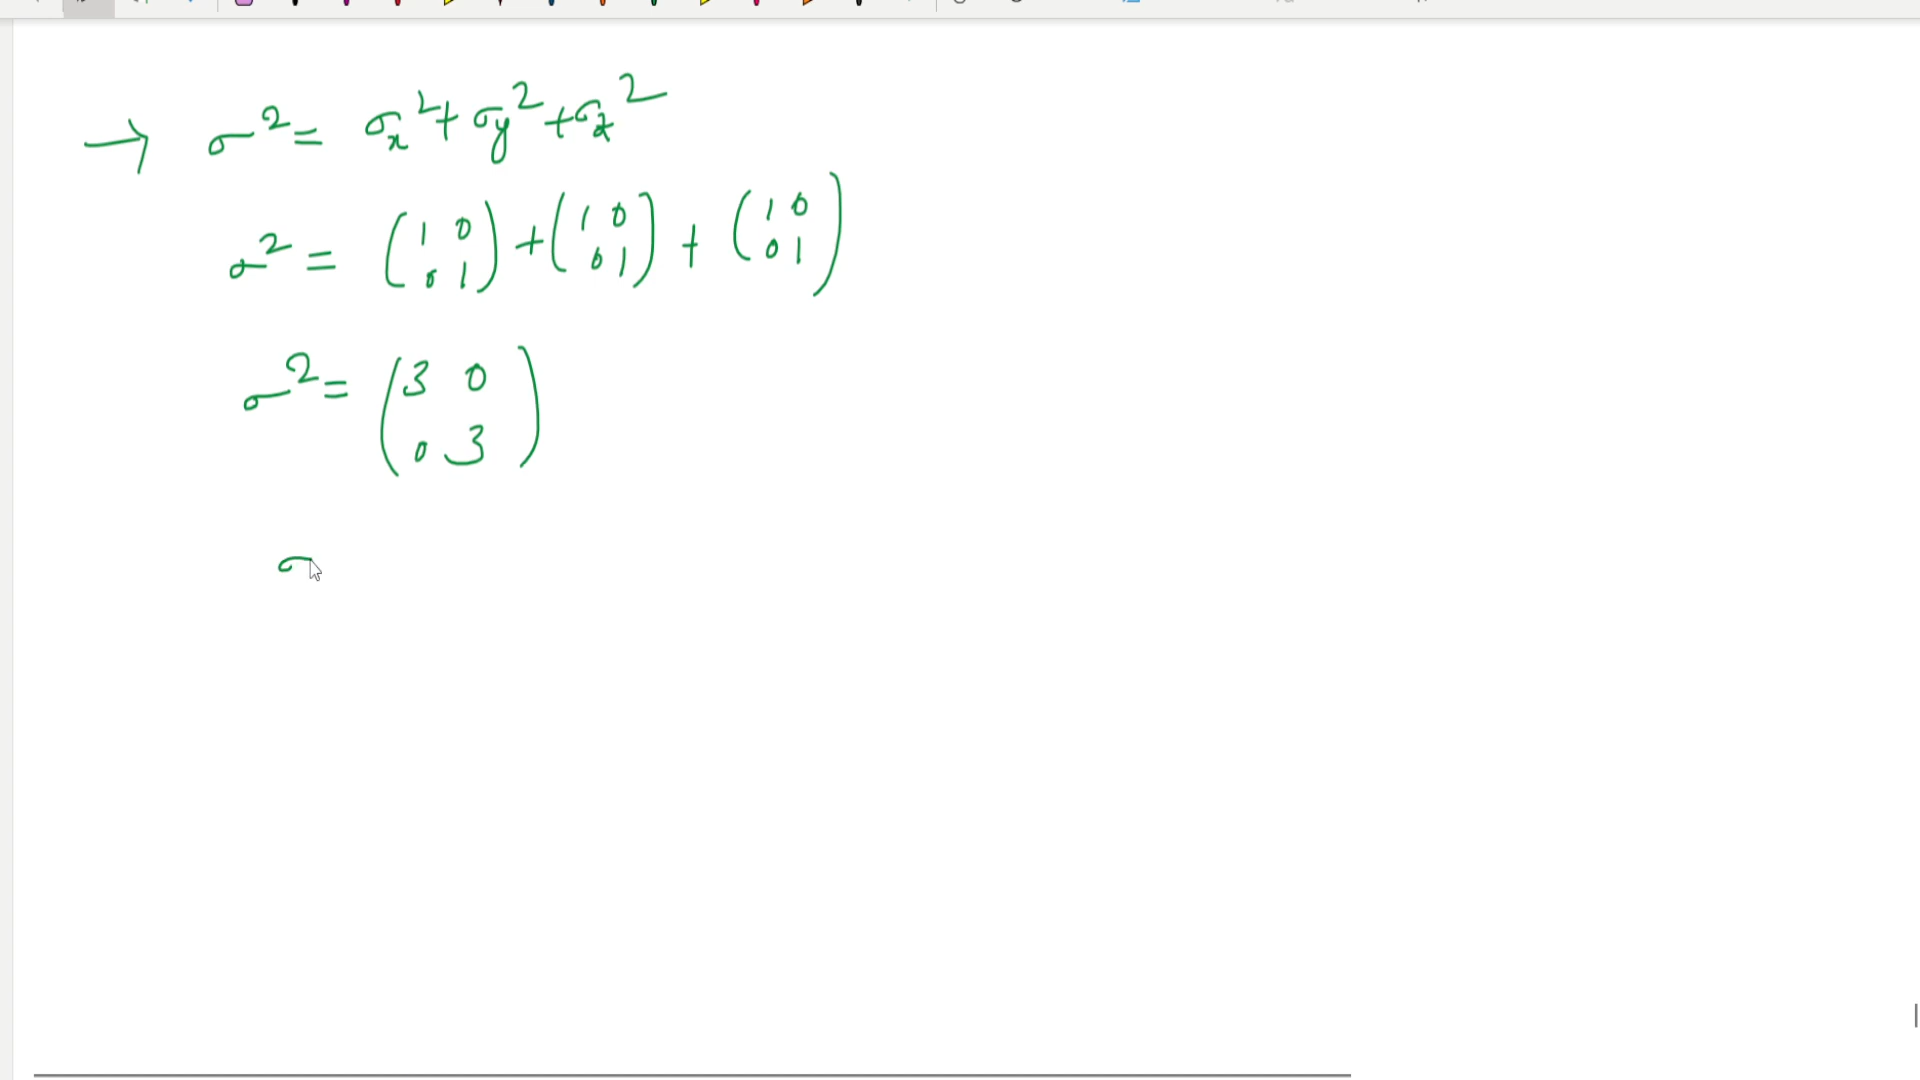 → σ² = σx² + σy² + σz²
σ² = (1 0 0 1) + (1 0 0 1) + (1 0 0 1)
σ² = (3 0 0 3)
σ